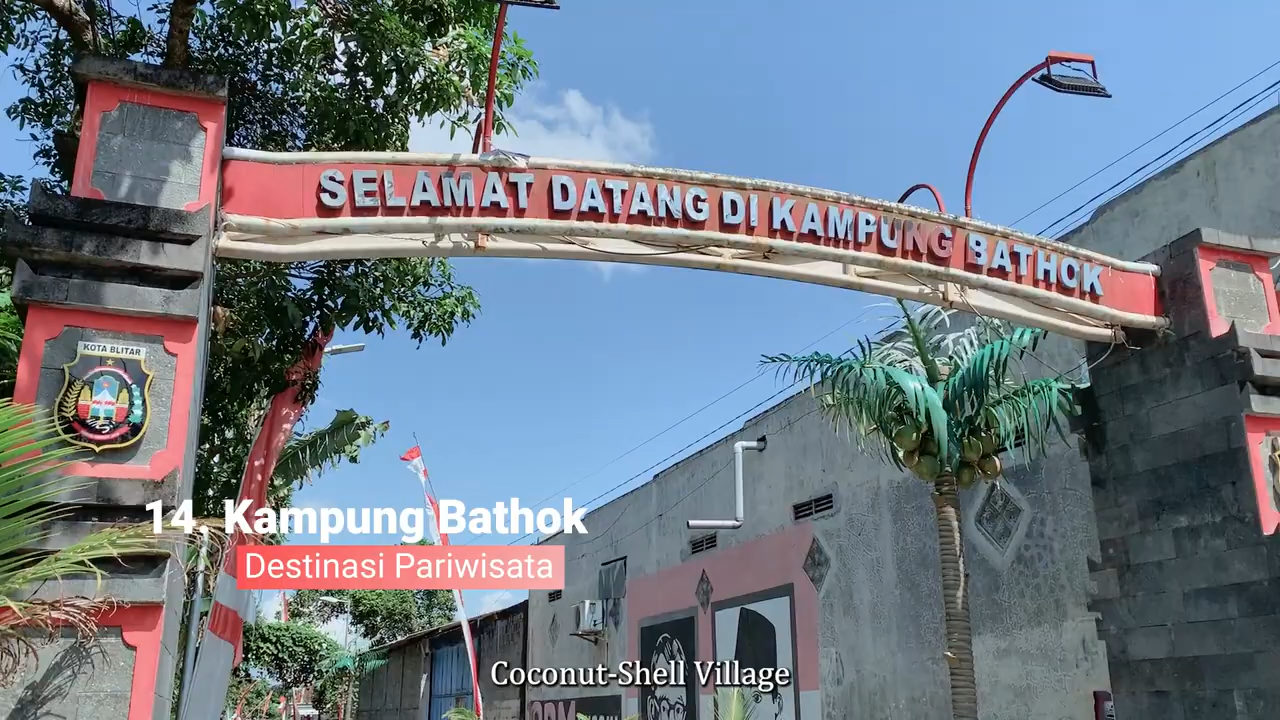 SELAMAT DATANG DI KAMPUNG BATHOK
KOTA BLITAR
14. Kampung Bathok
Destinasi Pariwisata
Coconut-Shell Village